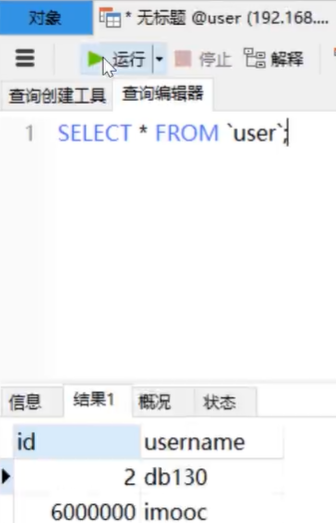 对象 * 无标题 @user (192.168....
运行 停止 解释
查询创建工具 查询编辑器
1 SELECT * FROM `user`;
信息 结果1 概况 状态
id username
2 db130
6000000 imooc